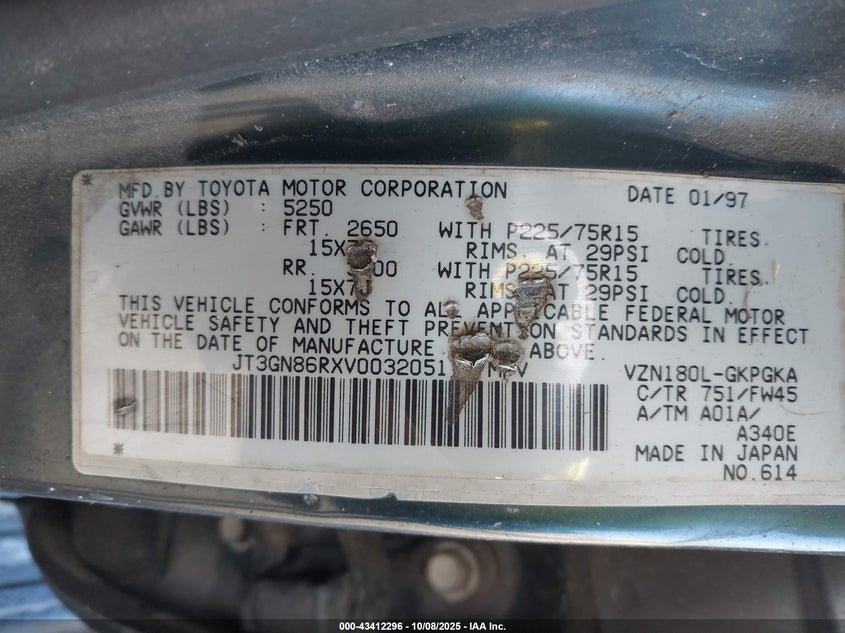 MFD.BY TOYOTA MOTOR CORPORATION DATE 01/97
GVWR (LBS) : 5250
GAWR (LBS) : FRT. 2650 WITH P225/75R15 TIRES.
RIMS. AT 29PSI COLD.
RR. WITH P225/75R15 TIRES.
15X7J RIMS AT 29PSI COLD.
THIS VEHICLE CONFORMS TO ALL APPLICABLE FEDERAL MOTOR
VEHICLE SAFETY AND THEFT PREVENTION STANDARDS IN EFFECT
ON THE DATE OF MANUFACTURE ABOVE.
JT3GN86RXV0032051
VZN180L-GKPGKA
C/TR 751/FW45
A/TM A01A/
A340E
MADE IN JAPAN
NO.614
000-43412296 - 10/08/2025 - IAA Inc.